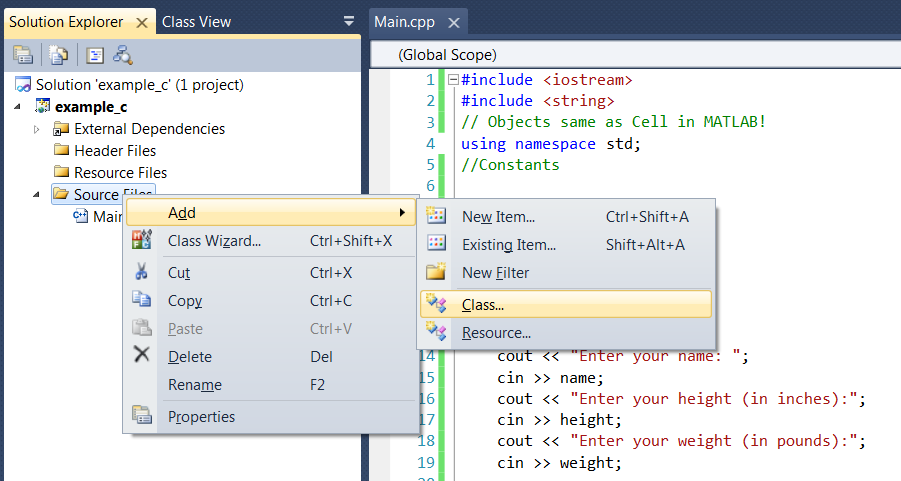 Solution Explorer
Class View
Main.cpp
(Global Scope)
Solution 'example_c' (1 project)
example_c
External Dependencies
Header Files
Resource Files
Source Files
Main
Add
Class Wizard... Ctrl+Shift+X
Cut Ctrl+X
Copy Ctrl+C
Paste Ctrl+V
Delete Del
Rename F2
Properties
New Item... Ctrl+Shift+A
Existing Item... Shift+Alt+A
New Filter
Class...
Resource...
1 #include <iostream>
2 #include <string>
3 // Objects same as Cell in MATLAB!
4 using namespace std;
5 //Constants
6
14 cout << "Enter your name: ";
15 cin >> name;
16 cout << "Enter your height (in inches):";
17 cin >> height;
18 cout << "Enter your weight (in pounds):";
19 cin >> weight;